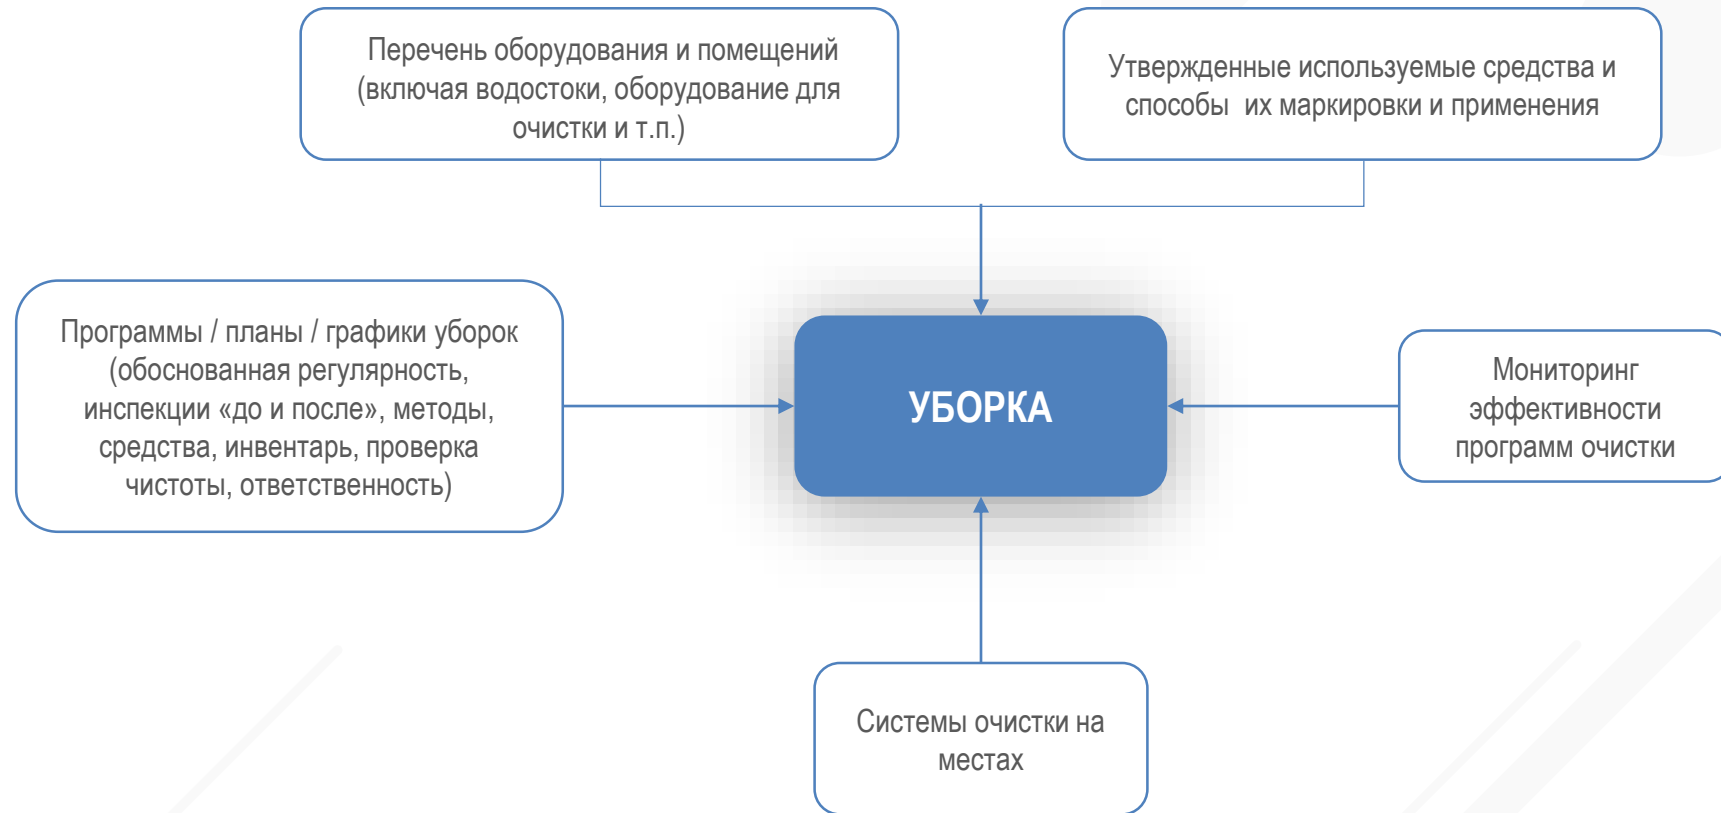 Перечень оборудования и помещений
(включая водостоки, оборудование для
очистки и т.п.)
Утвержденные используемые средства и
способы  их маркировки и применения
Программы / планы / графики уборок
(обоснованная регулярность,
инспекции «до и после», методы,
средства, инвентарь, проверка
чистоты, ответственность)
УБОРКА
Мониторинг
эффективности
программ очистки
Системы очистки на
местах